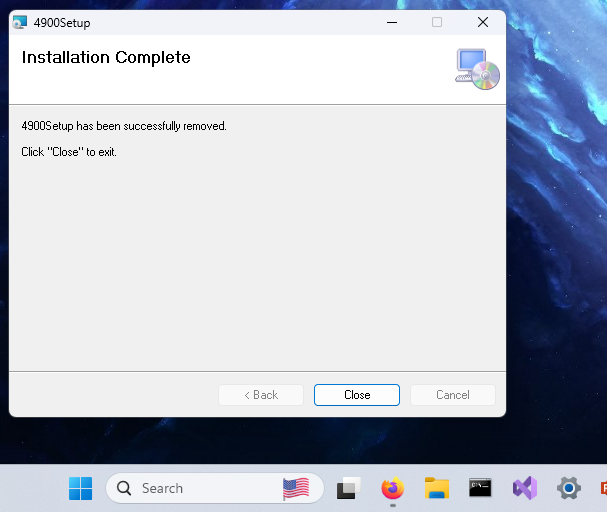 4900Setup
Installation Complete
4900Setup has been successfully removed.
Click "Close" to exit.
< Back
Close
Cancel
Search